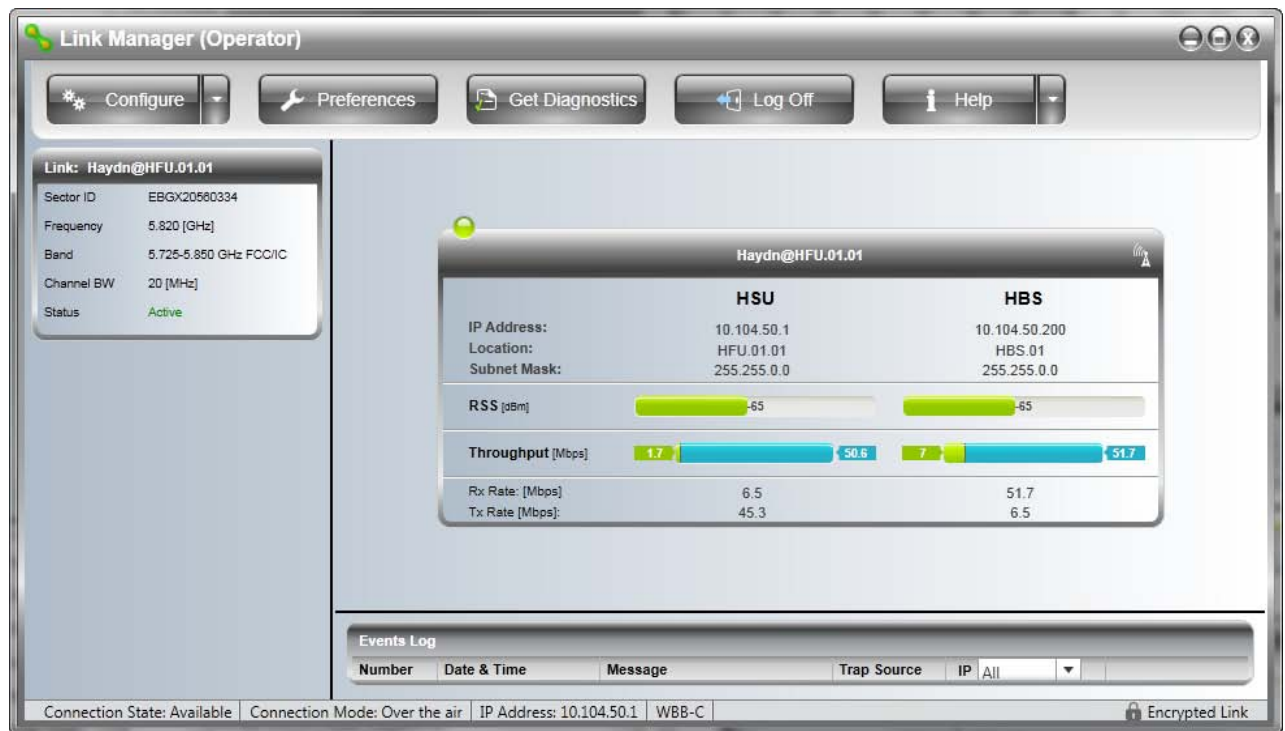 Link Manager (Operator)
Configure Preferences Get Diagnostics Log Off Help
Link: Haydn@HFU.01.01
Sector ID EBGX20560334
Frequency 5.820 [GHz]
Band 5.725-5.850 GHz FCC/IC
Channel BW 20 [MHz]
Status Active
Haydn@HFU.01.01
HSU HBS
IP Address: 10.104.50.1 10.104.50.200
Location: HFU.01.01 HBS.01
Subnet Mask: 255.255.0.0 255.255.0.0
RSS [dBm] -65 -65
Throughput [Mbps] 1.7 50.6 7 51.7
Rx Rate: [Mbps] 6.5 51.7
Tx Rate [Mbps]: 45.3 6.5
Events Log
Number Date & Time Message Trap Source IP All
Connection State: Available Connection Mode: Over the air IP Address: 10.104.50.1 WBB-C Encrypted Link